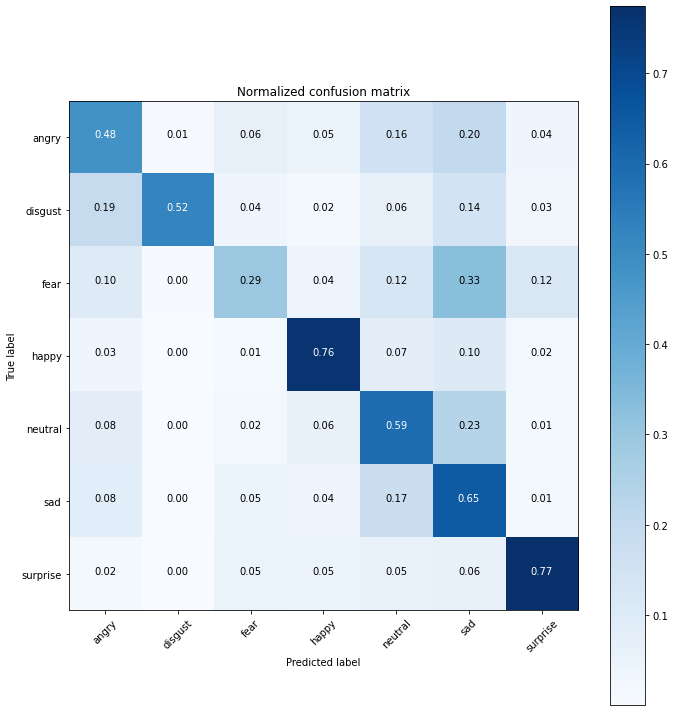 Normalized confusion matrix
angry 0.48 0.01 0.06 0.05 0.16 0.20 0.04
disgust 0.19 0.52 0.04 0.02 0.06 0.14 0.03
fear 0.10 0.00 0.29 0.04 0.12 0.33 0.12
happy 0.03 0.00 0.01 0.76 0.07 0.10 0.02
neutral 0.08 0.00 0.02 0.06 0.59 0.23 0.01
sad 0.08 0.00 0.05 0.04 0.17 0.65 0.01
surprise 0.02 0.00 0.05 0.05 0.05 0.06 0.77
True label
angry disgust fear happy neutral sad surprise
Predicted label
0.7
0.6
0.5
0.4
0.3
0.2
0.1